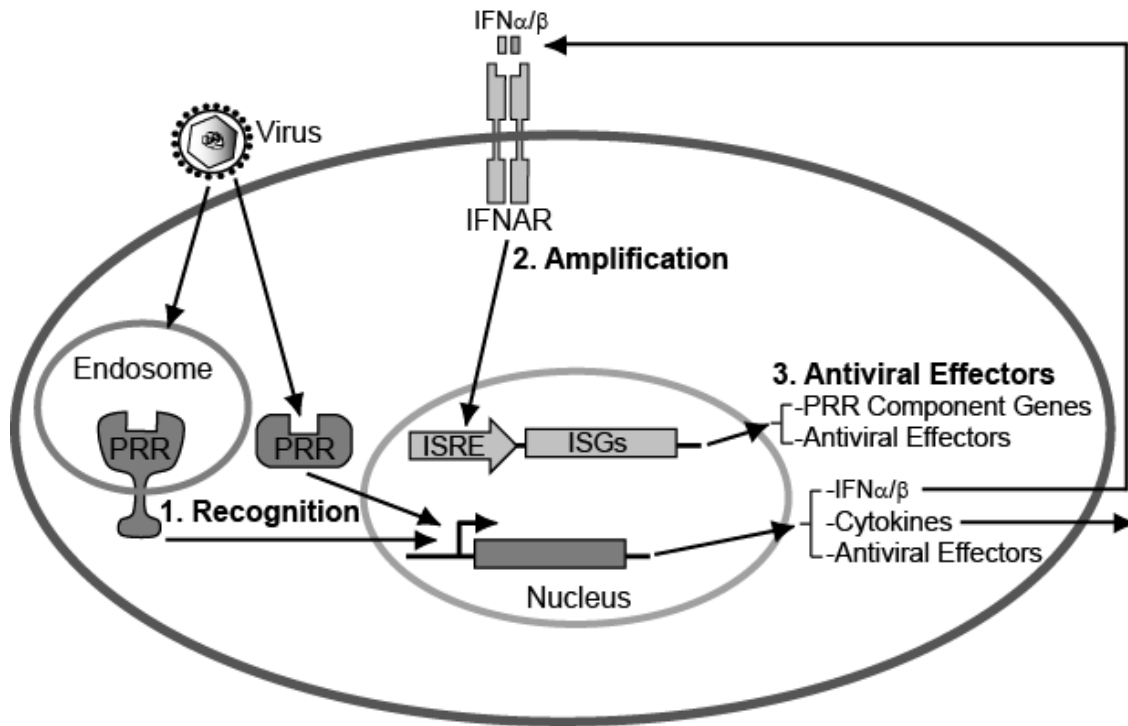 IFNα/β
Virus
IFNAR
2. Amplification
Endosome
PRR
PRR
1. Recognition
ISRE
ISGs
3. Antiviral Effectors
-PRR Component Genes
-Antiviral Effectors
-IFNα/β
-Cytokines
-Antiviral Effectors
Nucleus